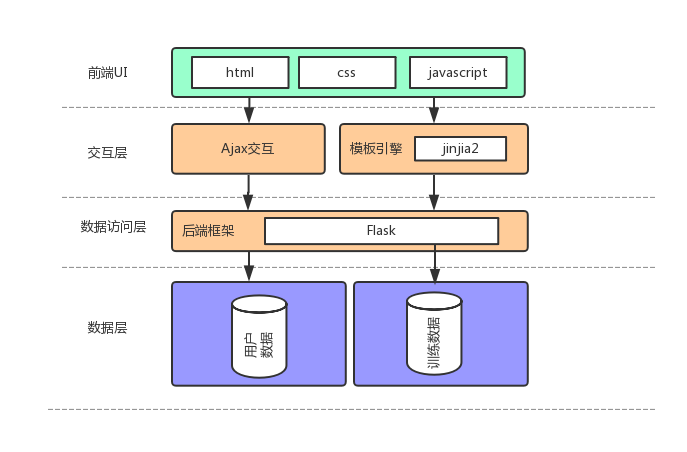 前端UI
html
css
javascript
交互层
Ajax交互
模板引擎
jinjia2
数据访问层
后端框架
Flask
数据层
用户
数据
训练数据